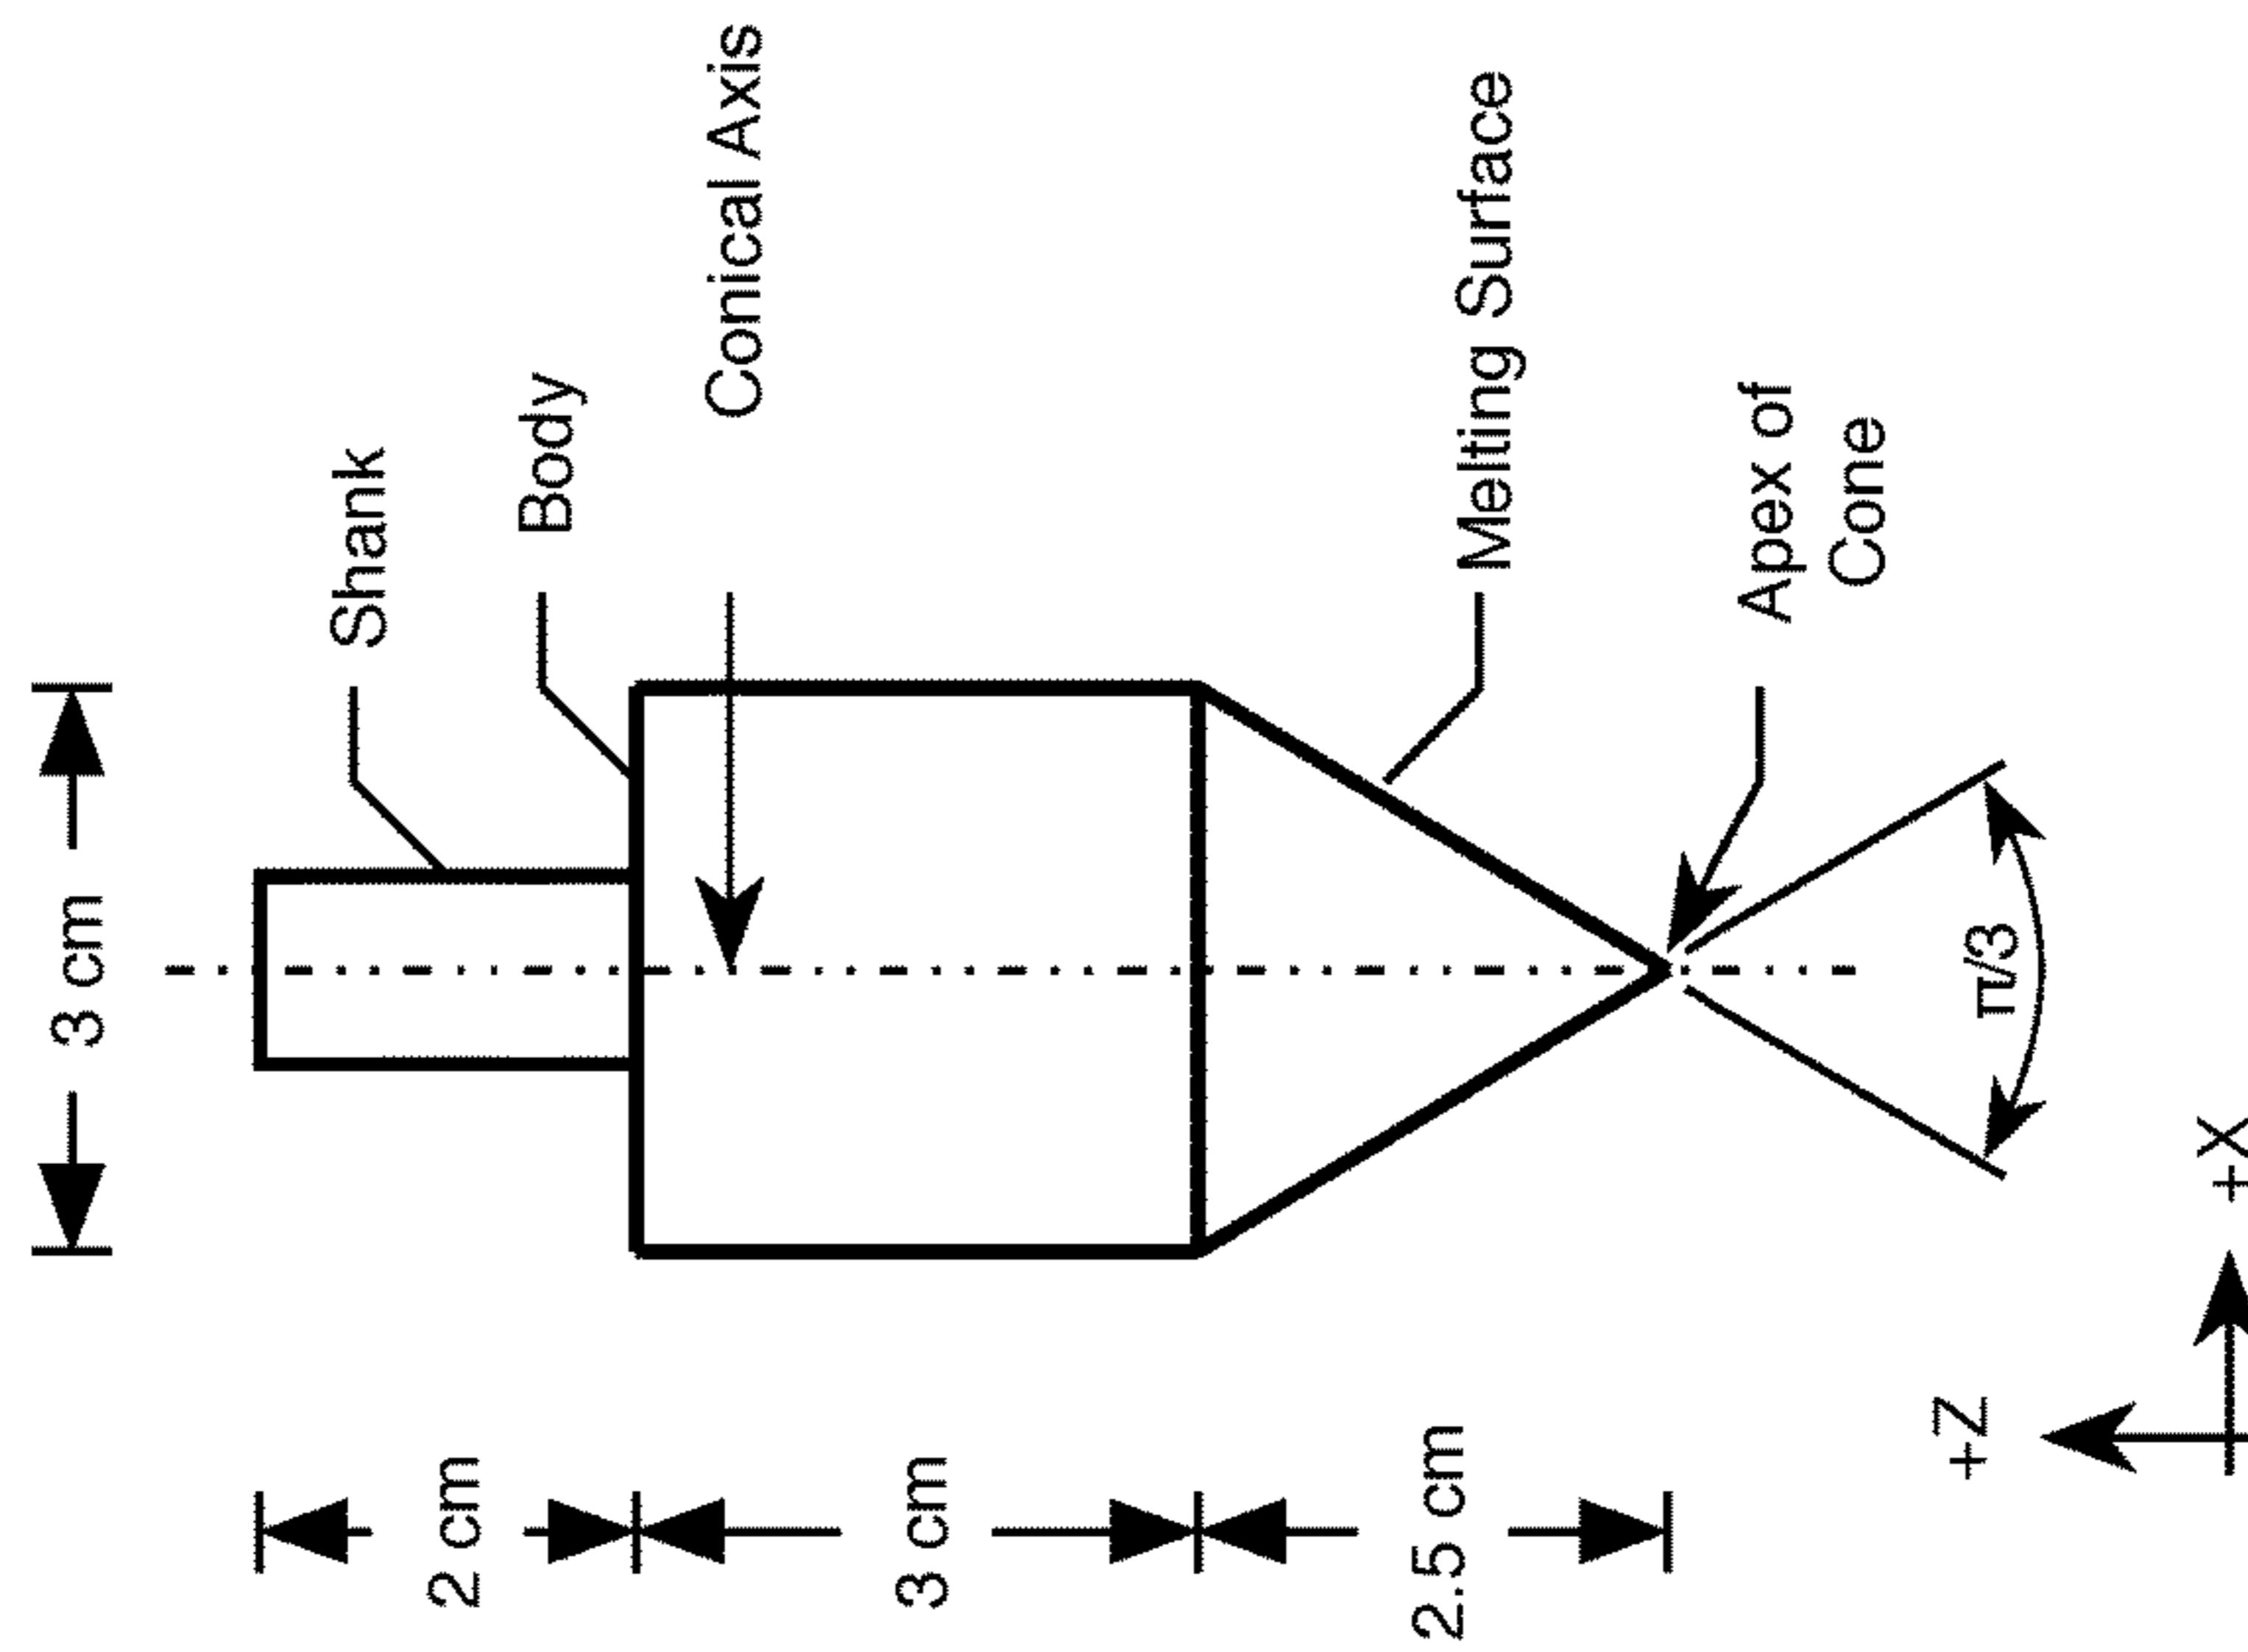 3 cm
Shank
Body
Conical Axis
Melting Surface
Apex of
Cone
π/3
2 cm
3 cm
2.5 cm
+Z
+X